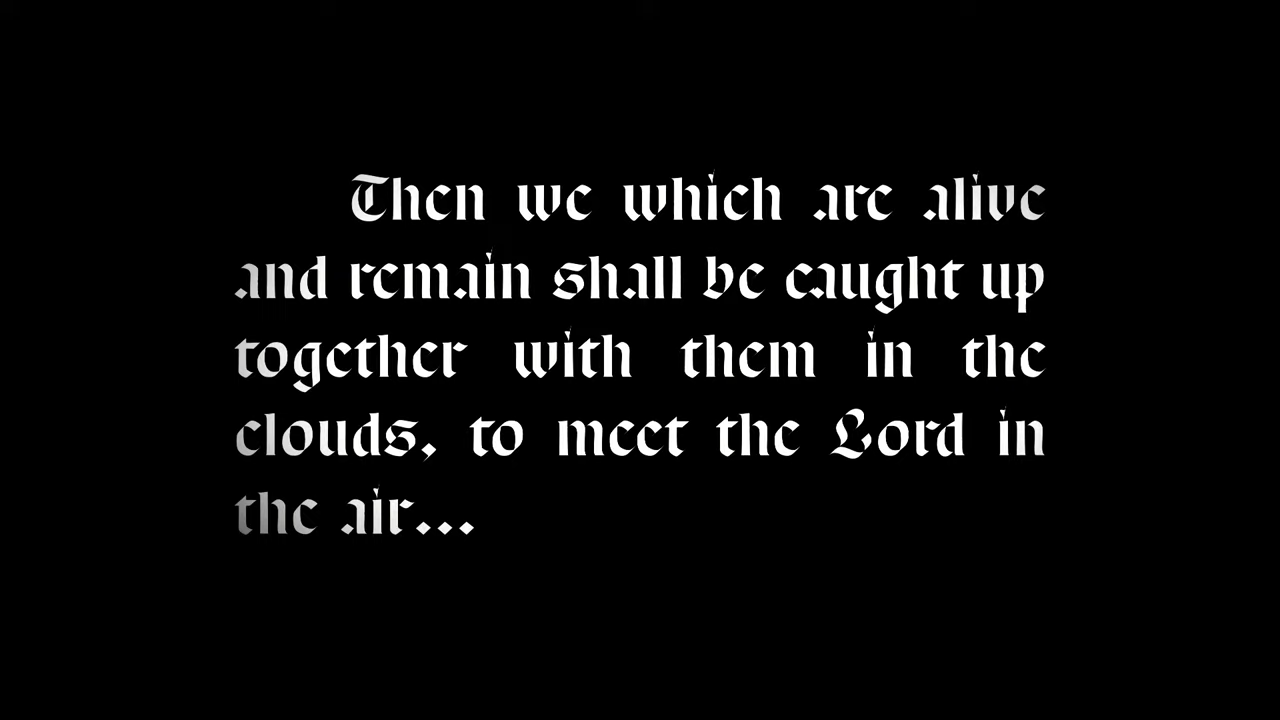 Then we which are alive
and remain shall be caught up
together with them in the
clouds, to meet the Lord in
the air...